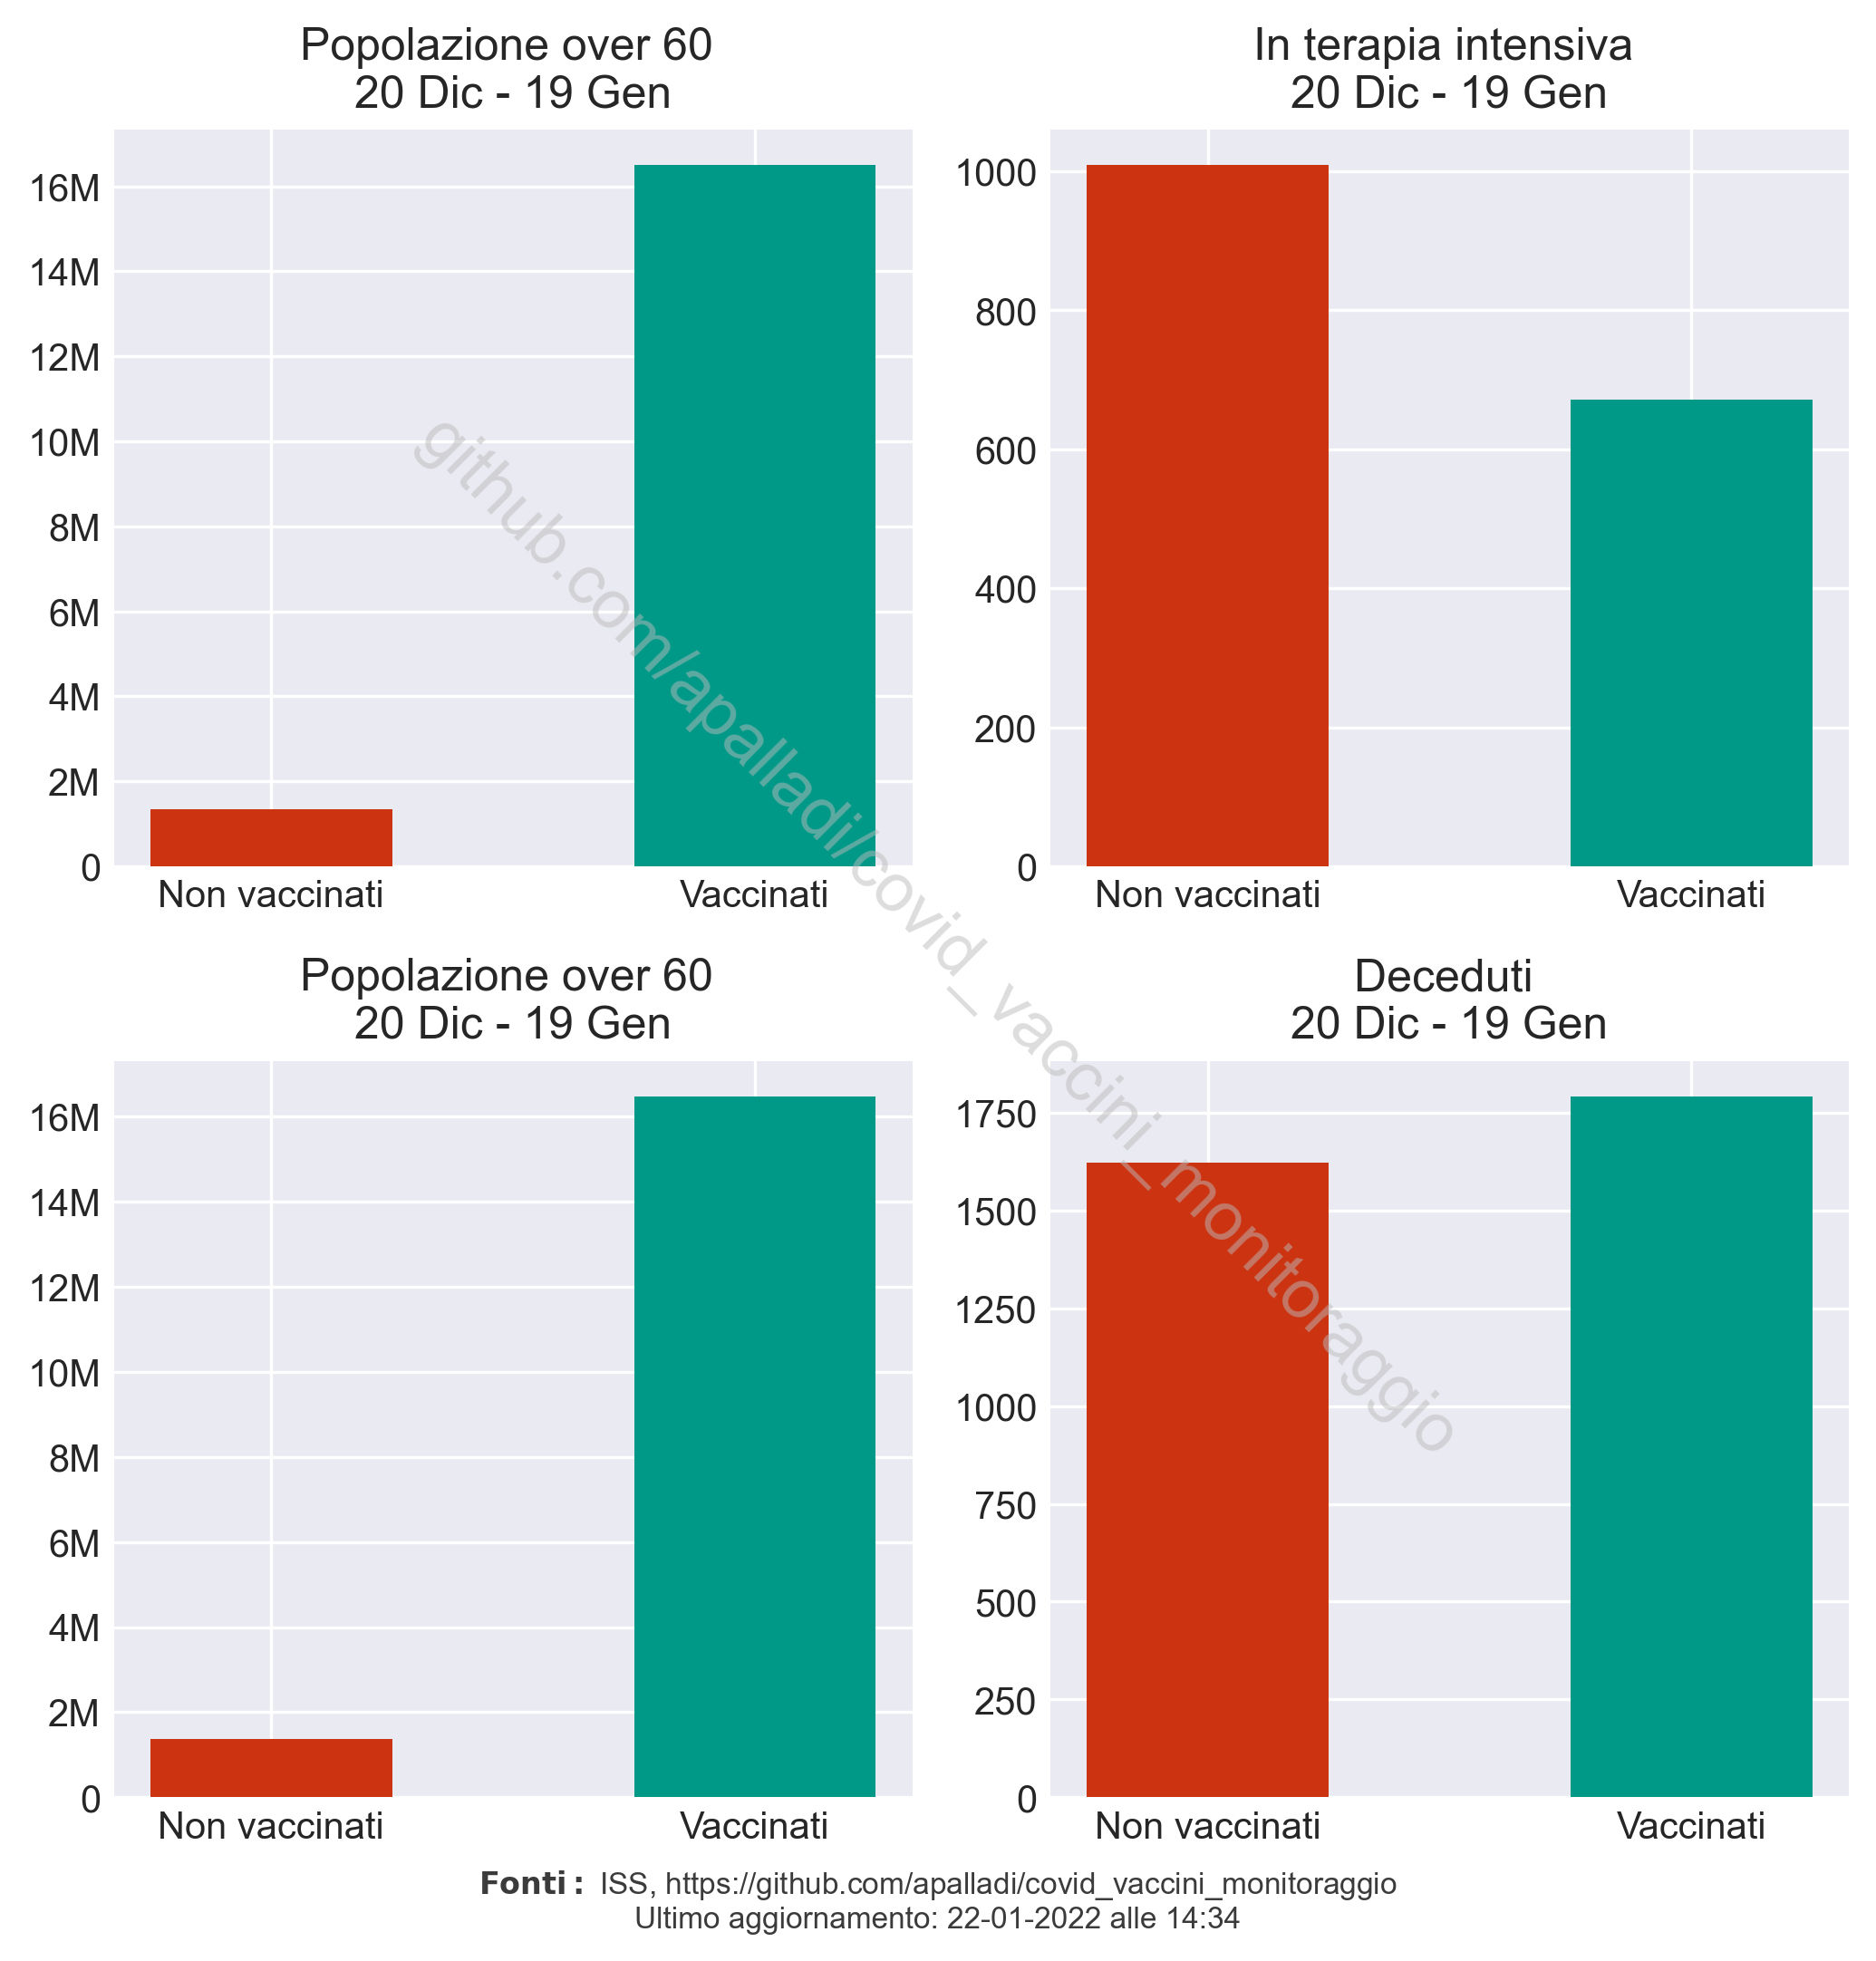 Popolazione over 60
20 Dic - 19 Gen
16M
14M
12M
10M
8M
6M
4M
2M
0
Non vaccinati
Vaccinati
In terapia intensiva
20 Dic - 19 Gen
1000
800
600
400
200
0
Non vaccinati
Vaccinati
Popolazione over 60
20 Dic - 19 Gen
16M
14M
12M
10M
8M
6M
4M
2M
0
Non vaccinati
Vaccinati
Deceduti
20 Dic - 19 Gen
1750
1500
1250
1000
750
500
250
0
Non vaccinati
Vaccinati
github.com/apalladi/covid_vaccini_monitoraggio
Fonti: ISS, https://github.com/apalladi/covid_vaccini_monitoraggio
Ultimo aggiornamento: 22-01-2022 alle 14:34